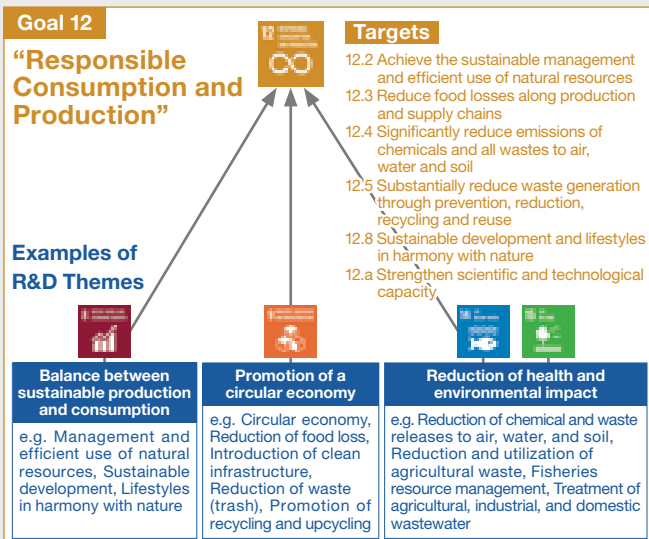 Goal 12
“Responsible
Consumption and
Production”
12
Targets
12.2 Achieve the sustainable management
and efficient use of natural resources
12.3 Reduce food losses along production
and supply chains
12.4 Significantly reduce emissions of
chemicals and all wastes to air,
water and soil
12.5 Substantially reduce waste generation
through prevention, reduction,
recycling and reuse
12.8 Sustainable development and lifestyles
in harmony with nature
12.a Strengthen scientific and technological
capacity
Examples of
R&D Themes
Balance between
sustainable production
and consumption
e.g. Management and
efficient use of natural
resources, Sustainable
development, Lifestyles
in harmony with nature
Promotion of a
circular economy
e.g. Circular economy,
Reduction of food loss,
Introduction of clean
infrastructure,
Reduction of waste
(trash), Promotion of
recycling and upcycling
Reduction of health and
environmental impact
e.g. Reduction of chemical and waste
releases to air, water, and soil,
Reduction and utilization of
agricultural waste, Fisheries
resource management, Treatment of
agricultural, industrial, and domestic
wastewater